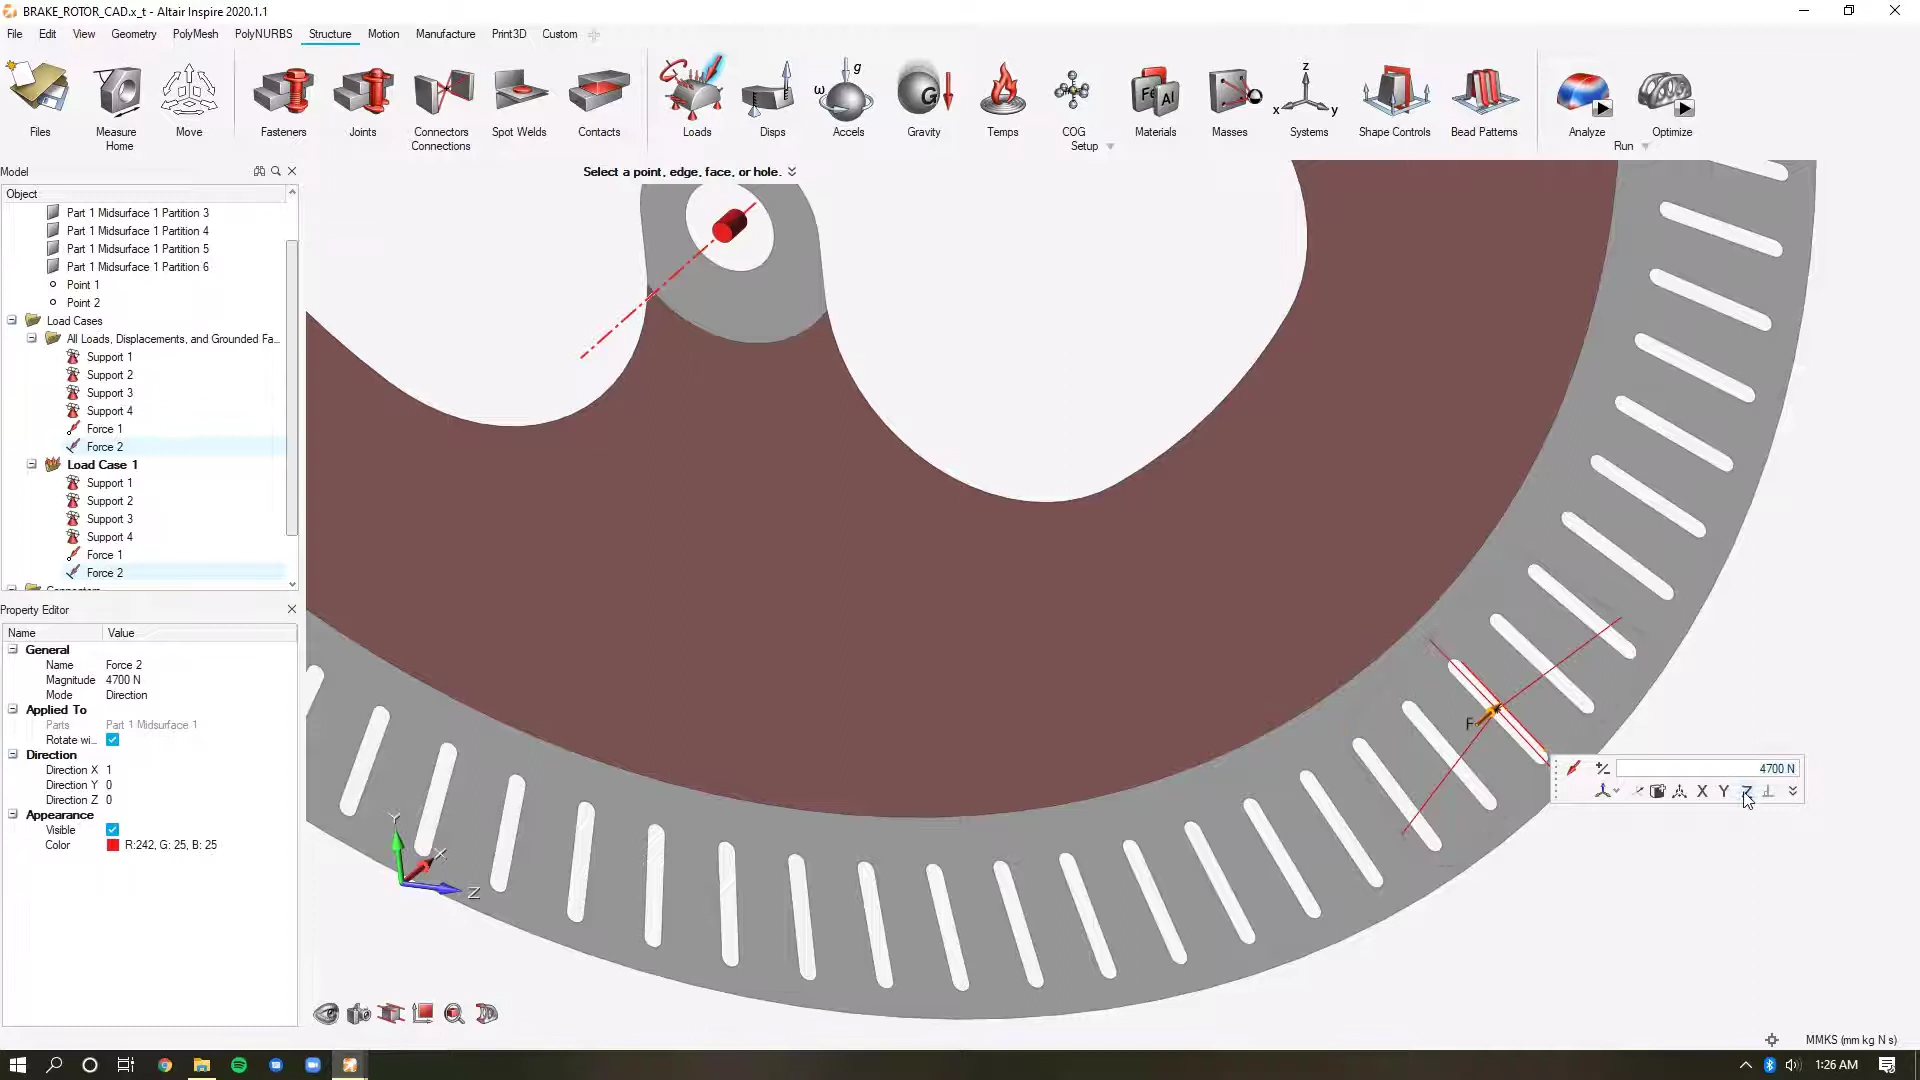 BRAKE_ROTOR_CAD.x_t - Altair Inspire 2020.1.1
File Edit View Geometry PolyMesh PolyNURBS Structure Motion Manufacture Print3D Custom
Files
Measure
Home
Move
Fasteners
Joints
Connectors
Connections
Spot Welds
Contacts
Loads
Disps
Accels
Gravity
Temps
COG
Setup
Materials
Masses
Systems
Shape Controls
Bead Patterns
Analyze
Optimize
Run
ω
g
G
Fe Al
z
x y
Model
Object
Part 1 Midsurface 1 Partition 3
Part 1 Midsurface 1 Partition 4
Part 1 Midsurface 1 Partition 5
Part 1 Midsurface 1 Partition 6
Point 1
Point 2
Load Cases
All Loads, Displacements, and Grounded Fa...
Support 1
Support 2
Support 3
Support 4
Force 1
Force 2
Load Case 1
Support 1
Support 2
Support 3
Support 4
Force 1
Force 2
Property Editor
Name Value
General
Name Force 2
Magnitude 4700 N
Mode Direction
Applied To
Parts Part 1 Midsurface 1
Rotate wi...
Direction
Direction X 1
Direction Y 0
Direction Z 0
Appearance
Visible
Color R:242, G: 25, B: 25
Select a point, edge, face, or hole.
F
4700 N
X Y Z
Y
X
Z
MMKS (mm kg N s)
1:26 AM